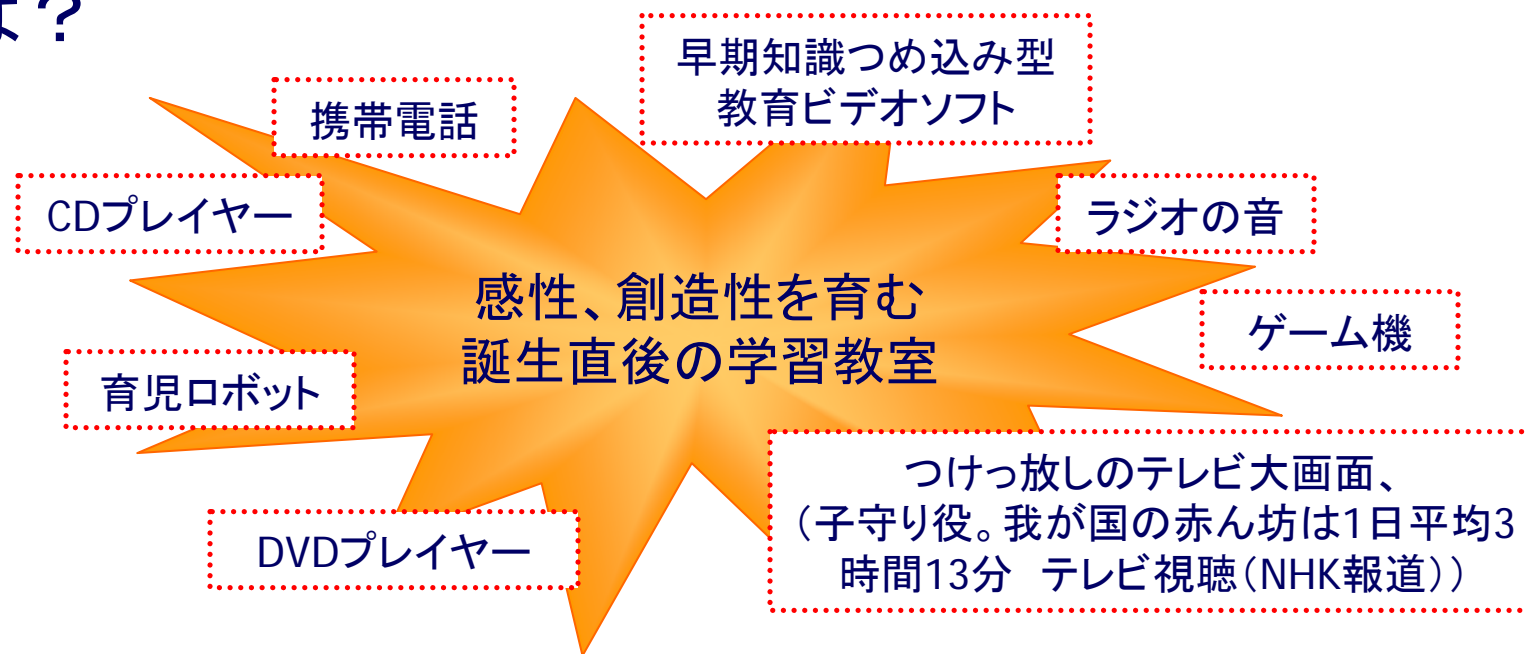 は？
早期知識つめ込み型
教育ビデオソフト
携帯電話
CDプレイヤー
ラジオの音
感性、創造性を育む
誕生直後の学習教室
ゲーム機
育児ロボット
つけっ放しのテレビ大画面、
（子守り役。我が国の赤ん坊は1日平均3
時間13分　テレビ視聴（NHK報道））
DVDプレイヤー